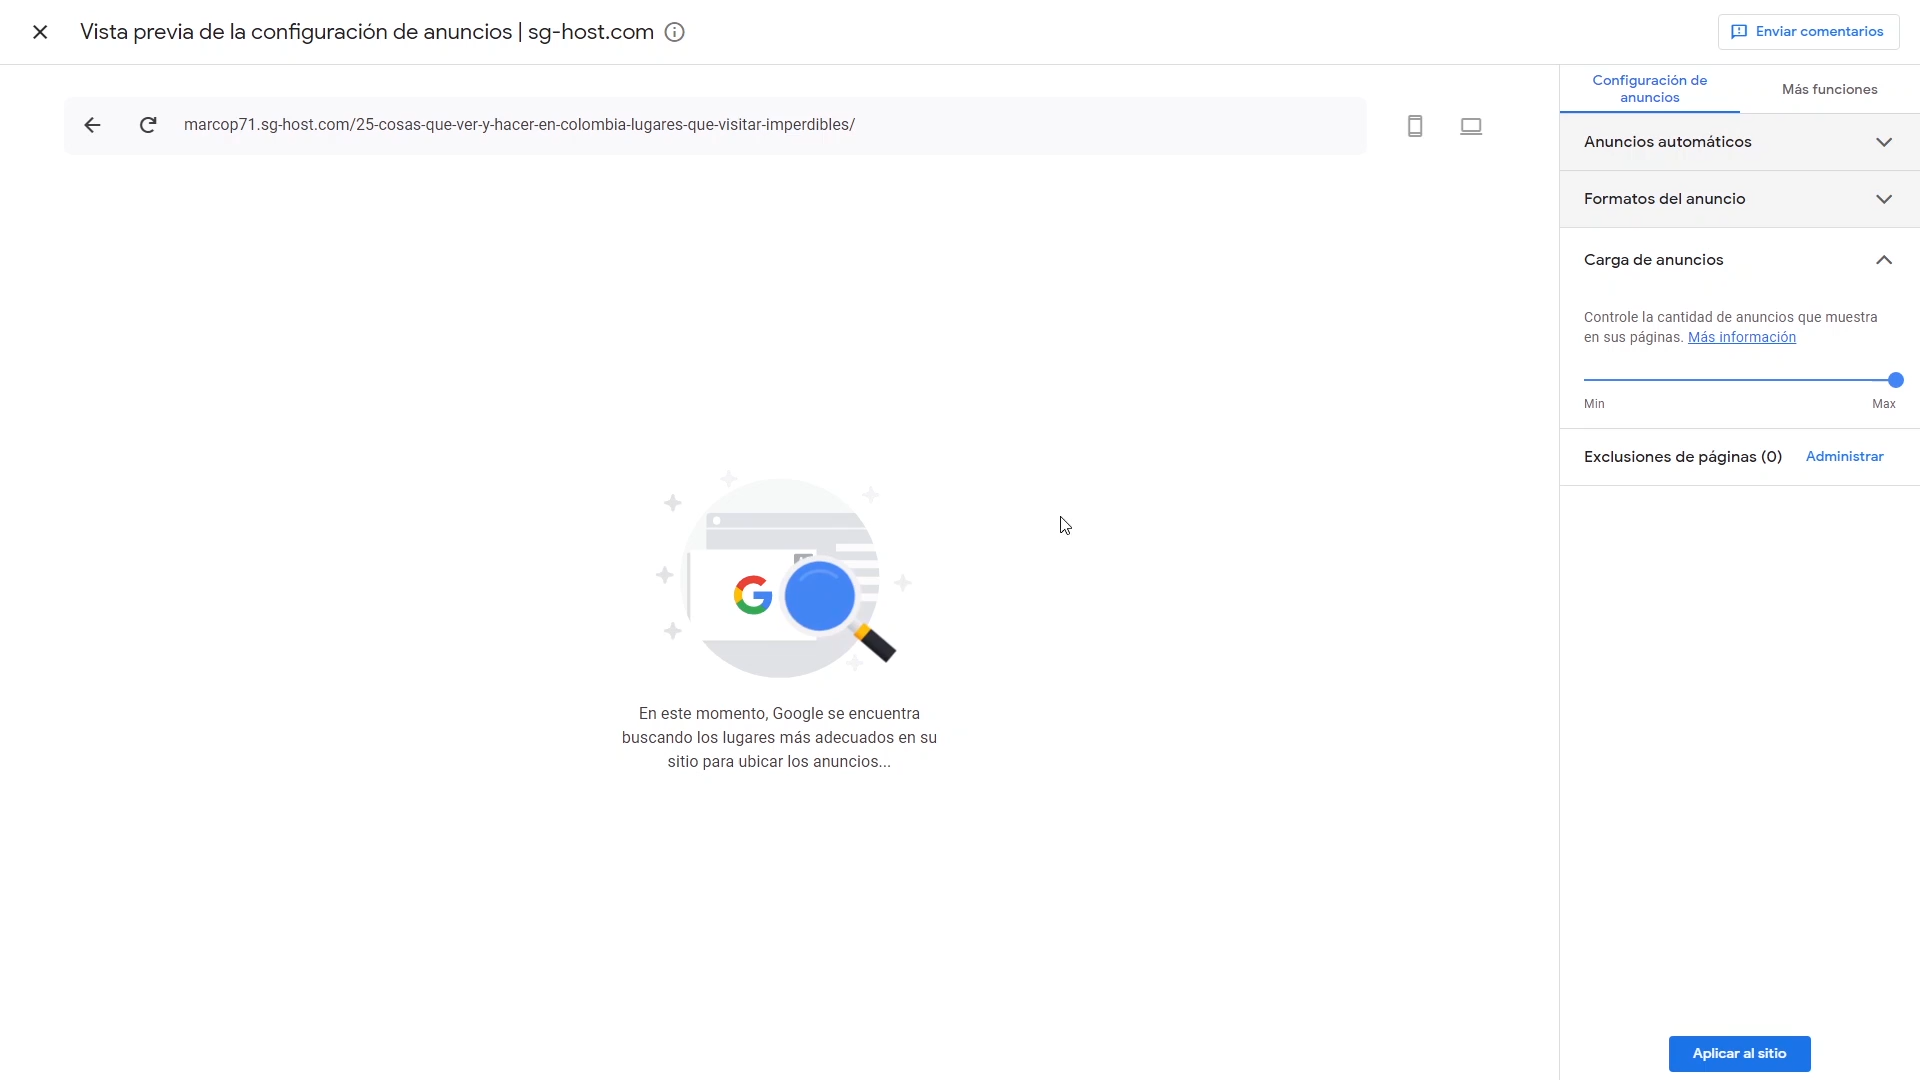 Vista previa de la configuración de anuncios | sg-host.com
Enviar comentarios
marcop71.sg-host.com/25-cosas-que-ver-y-hacer-en-colombia-lugares-que-visitar-imperdibles/
Configuración de
anuncios
Más funciones
Anuncios automáticos
Formatos del anuncio
Carga de anuncios
Controle la cantidad de anuncios que muestra
en sus páginas. Más información
Min
Max
Exclusiones de páginas (0)
Administrar
En este momento, Google se encuentra
buscando los lugares más adecuados en su
sitio para ubicar los anuncios...
Aplicar al sitio